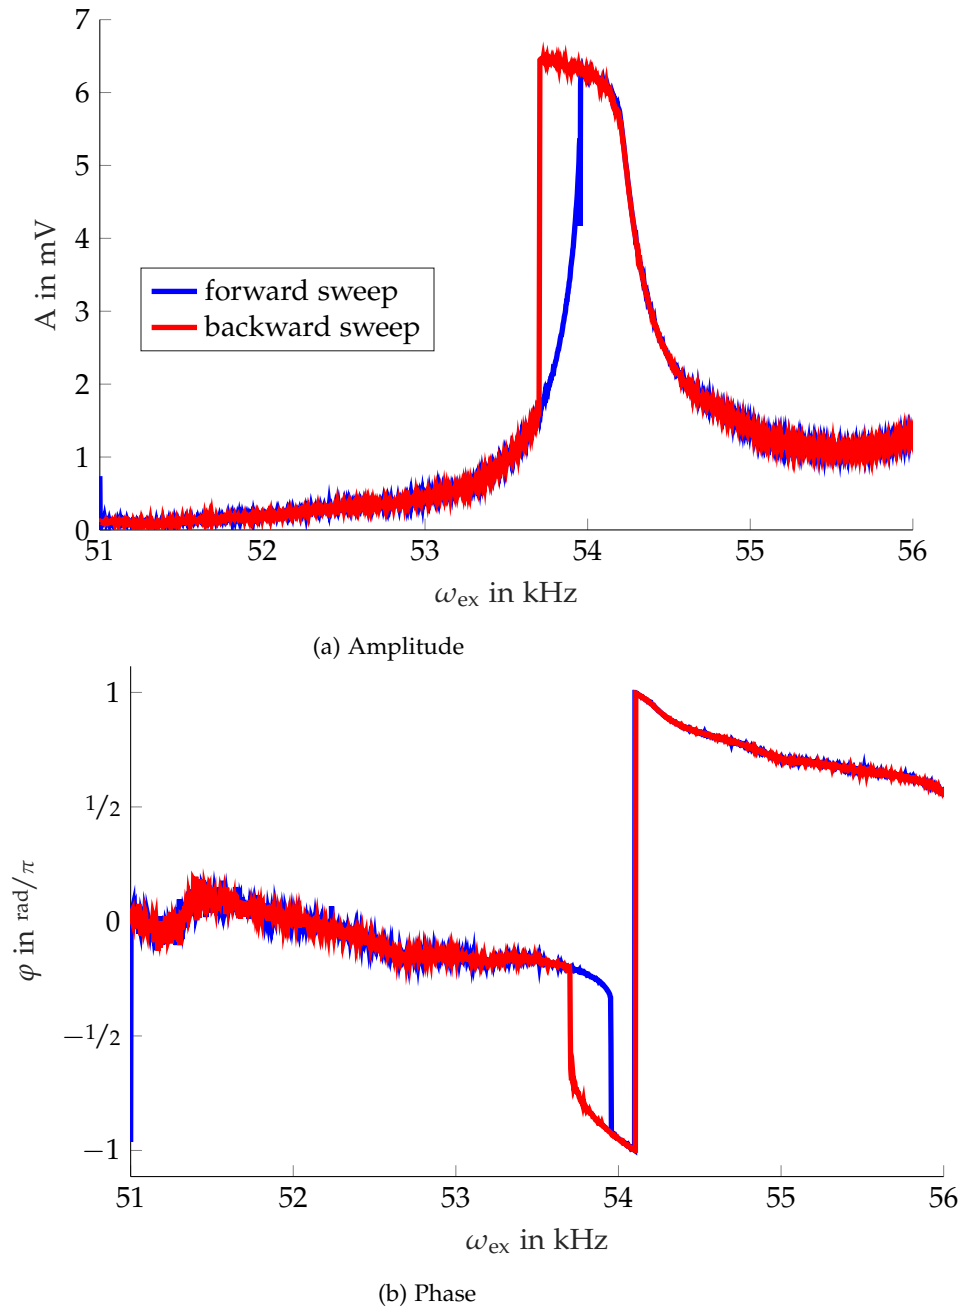 7
6
5
4
3
2
1
0
A in mV
forward sweep
backward sweep
51 52 53 54 55 56
ω_ex in kHz
(a) Amplitude
1
1/2
0
−1/2
−1
φ in rad/π
51 52 53 54 55 56
ω_ex in kHz
(b) Phase